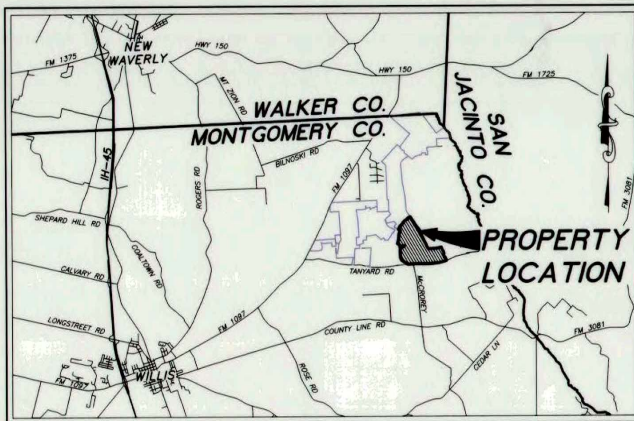 NEW
WAVERLY
FM 1375
HWY 150
MT ZION RD
HWY 150
FM 1725
WALKER CO.
MONTGOMERY CO.
SAN
JACINTO CO.
IH-45
ROGERS RD
BILNOSKI RD
FM 1097
FM 3081
SHEPARD HILL RD
COALTOWN RD
PROPERTY
LOCATION
CALVARY RD
TANYARD RD
McCROREY
LONGSTREET RD
FM 1097
COUNTY LINE RD
FM 3081
ROSE RD
CEDAR LN
WILLIS
FM 1097